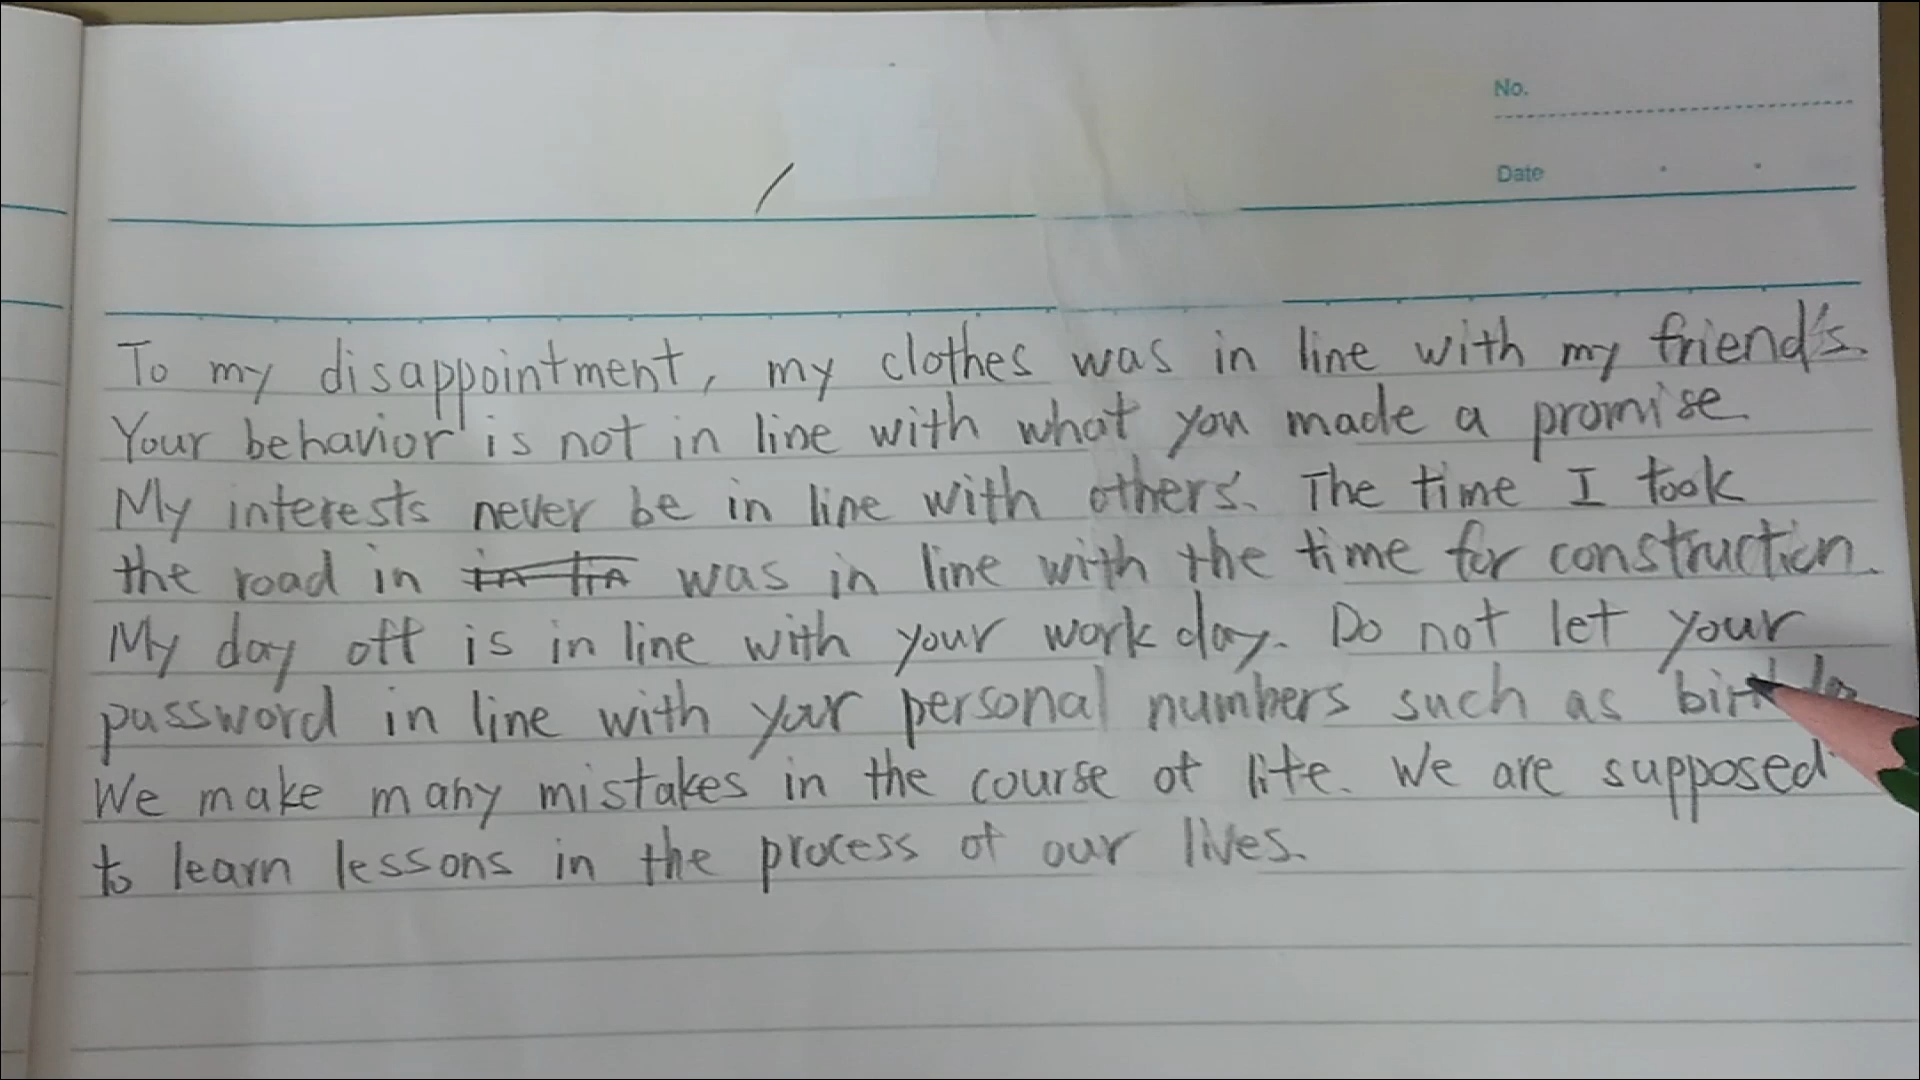 No.
Date
To my disappointment, my clothes was in line with my friend's.
Your behavior is not in line with what you made a promise.
My interests never be in line with others. The time I took
the road in was in line with the time for construction.
My day off is in line with your work day. Do not let your
password in line with your personal numbers such as
We make many mistakes in the course of life. We are supposed
to learn lessons in the process of our lives.